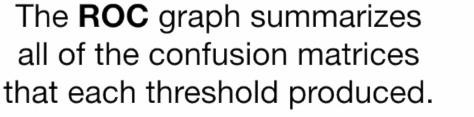 The ROC graph summarizes
all of the confusion matrices
that each threshold produced.